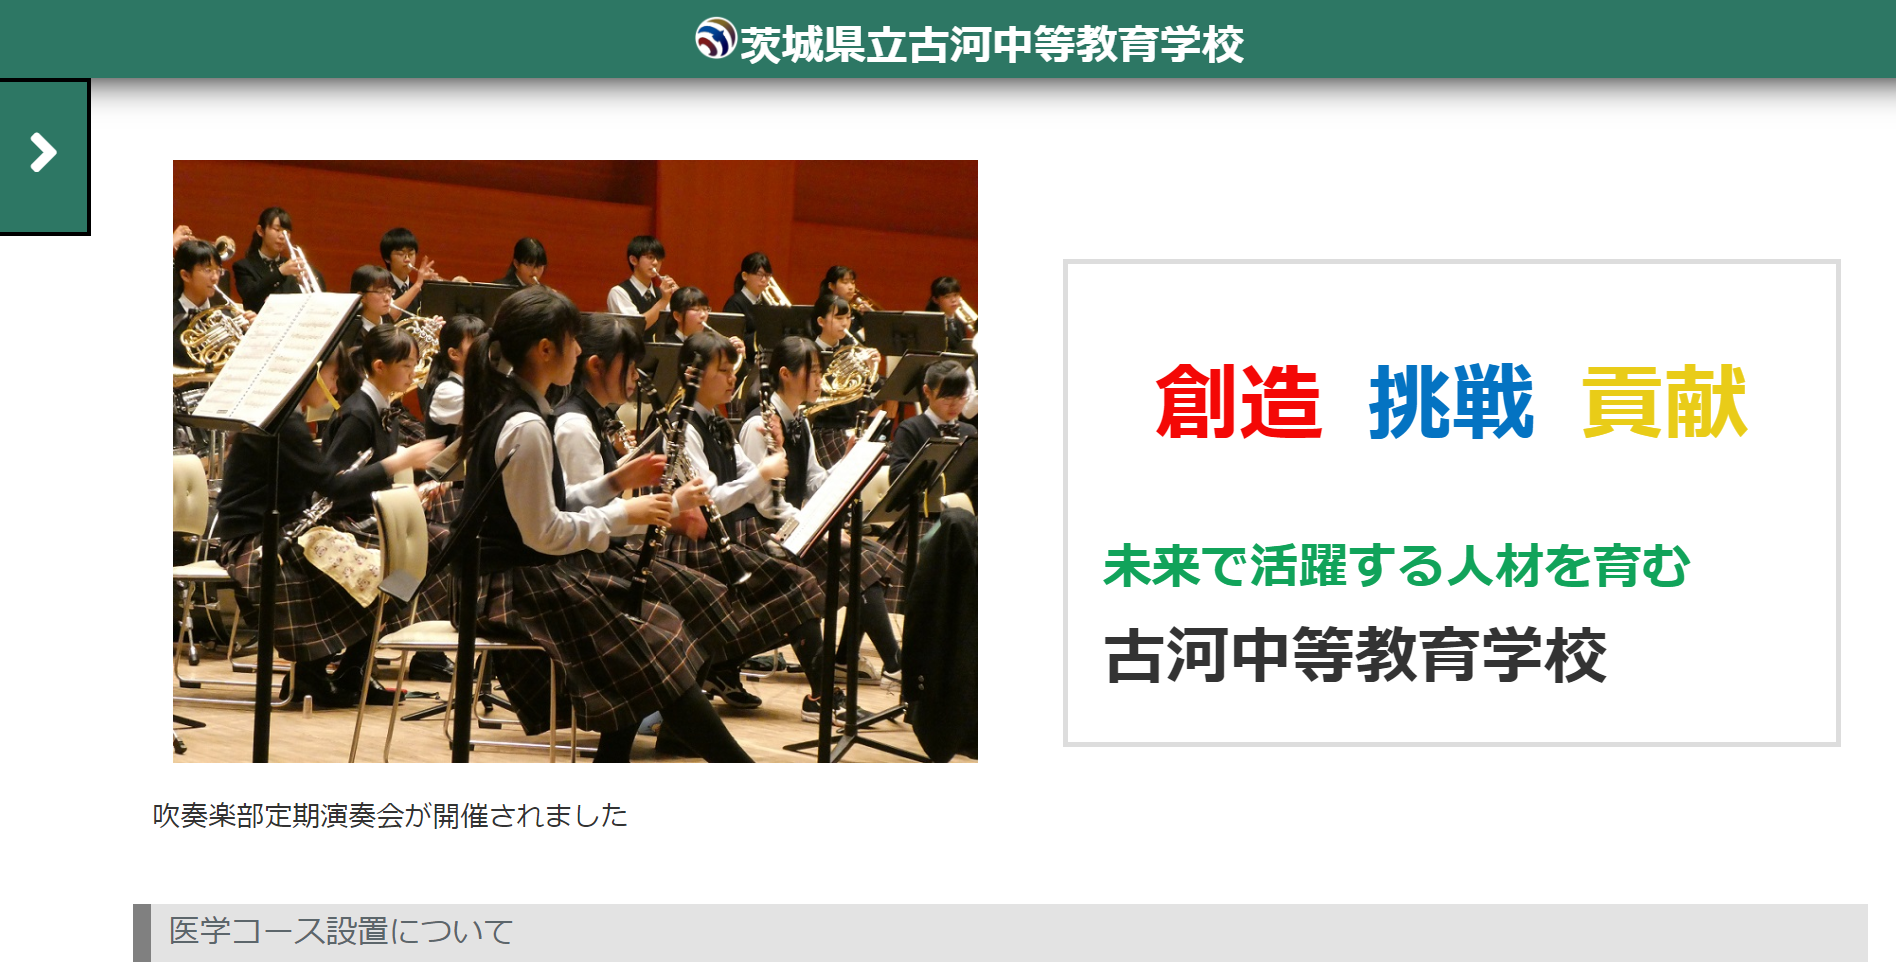 茨城県立古河中等教育学校
創造 挑戦 貢献
未来で活躍する人材を育む
古河中等教育学校
吹奏楽部定期演奏会が開催されました
医学コース設置について